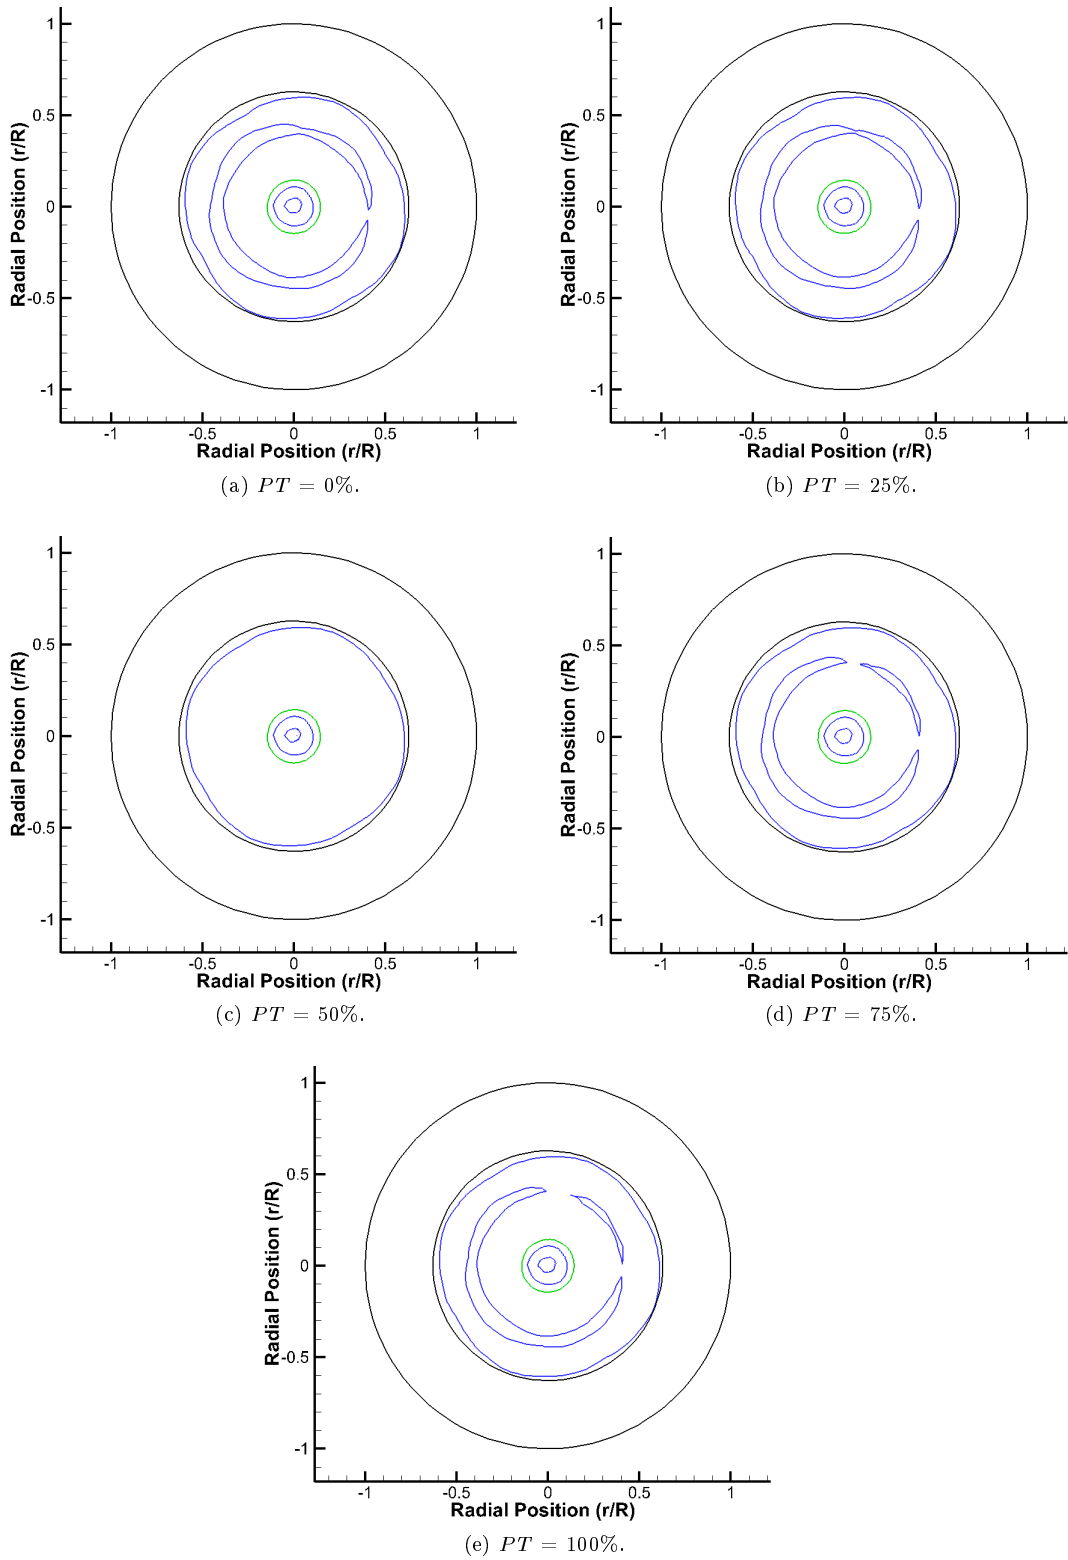 1
0.5
0
-0.5
-1
Radial Position (r/R)
-1 -0.5 0 0.5 1
Radial Position (r/R)
(a) PT = 0%.
1
0.5
0
-0.5
-1
Radial Position (r/R)
-1 -0.5 0 0.5 1
Radial Position (r/R)
(b) PT = 25%.
1
0.5
0
-0.5
-1
Radial Position (r/R)
-1 -0.5 0 0.5 1
Radial Position (r/R)
(c) PT = 50%.
1
0.5
0
-0.5
-1
Radial Position (r/R)
-1 -0.5 0 0.5 1
Radial Position (r/R)
(d) PT = 75%.
1
0.5
0
-0.5
-1
Radial Position (r/R)
-1 -0.5 0 0.5 1
Radial Position (r/R)
(e) PT = 100%.